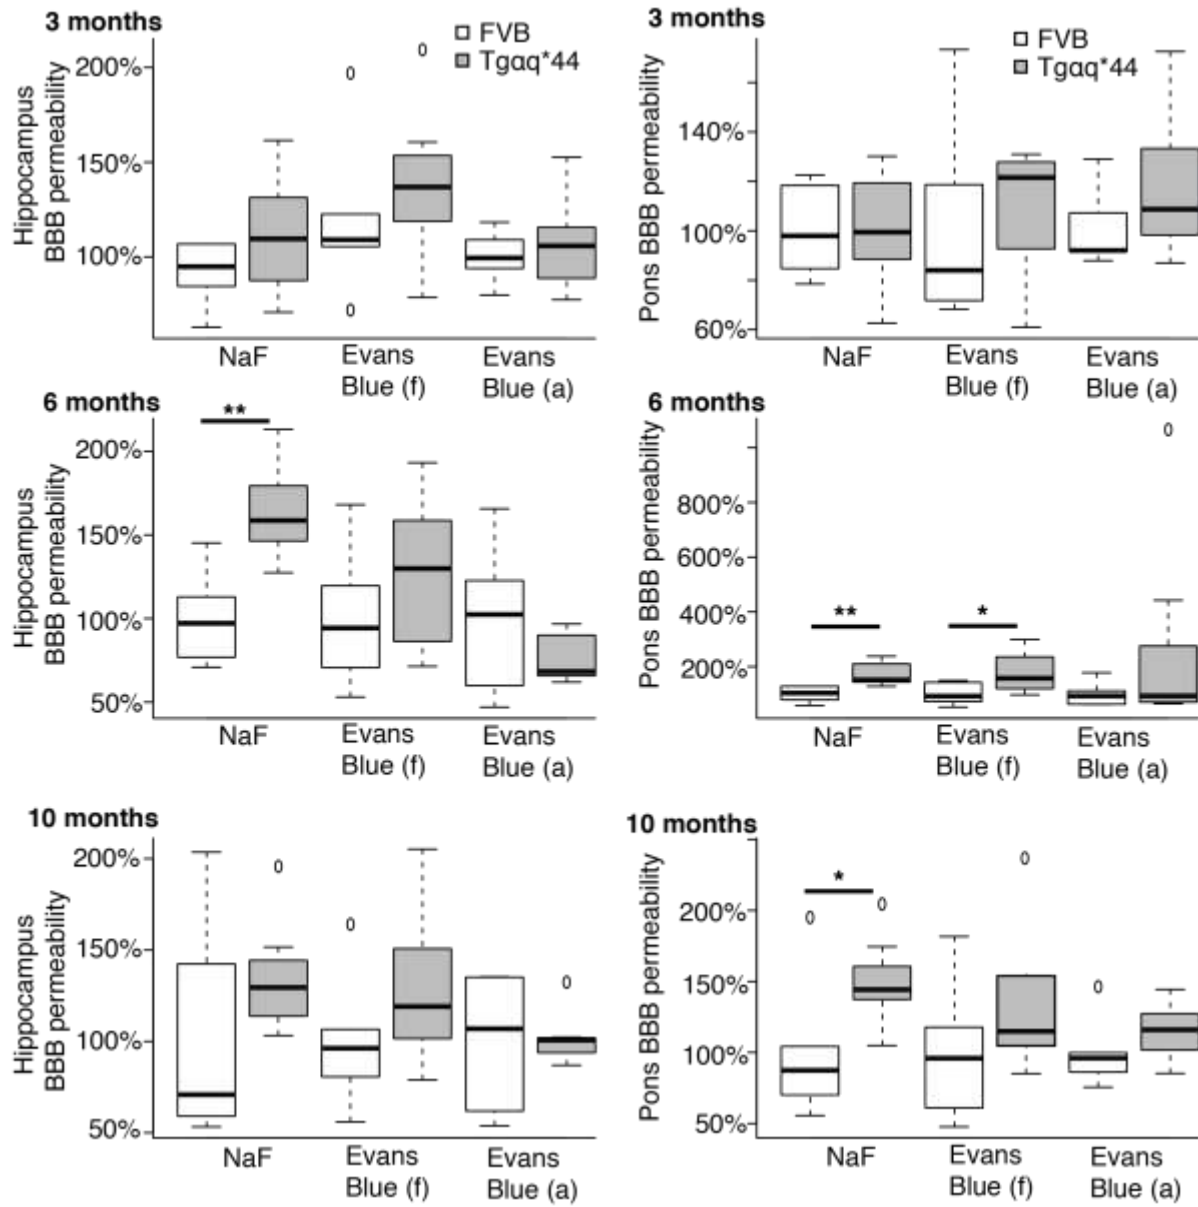 3 months
Hippocampus
BBB permeability
200%
150%
100%
FVB
Tgαq*44
NaF
Evans
Blue (f)
Evans
Blue (a)
3 months
Pons BBB permeability
140%
100%
60%
FVB
Tgαq*44
NaF
Evans
Blue (f)
Evans
Blue (a)
6 months
Hippocampus
BBB permeability
200%
150%
100%
50%
**
NaF
Evans
Blue (f)
Evans
Blue (a)
6 months
Pons BBB permeability
800%
600%
400%
200%
**
*
NaF
Evans
Blue (f)
Evans
Blue (a)
10 months
Hippocampus
BBB permeability
200%
150%
100%
50%
NaF
Evans
Blue (f)
Evans
Blue (a)
10 months
Pons BBB permeability
200%
150%
100%
50%
*
NaF
Evans
Blue (f)
Evans
Blue (a)